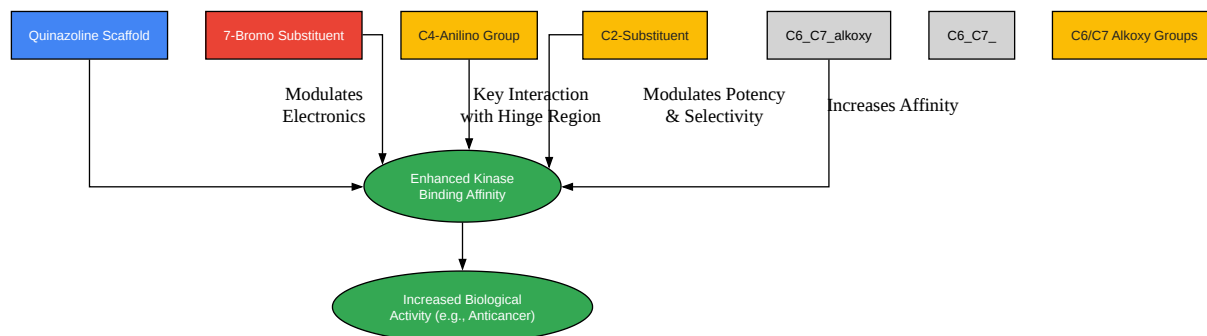 Quinazoline Scaffold
7-Bromo Substituent
C4-Anilino Group
C2-Substituent
C6_C7_alkoxy
C6_C7_
C6/C7 Alkoxy Groups
Modulates
Electronics
Key Interaction
with Hinge Region
Modulates Potency
& Selectivity
Increases Affinity
Enhanced Kinase
Binding Affinity
Increased Biological
Activity (e.g., Anticancer)